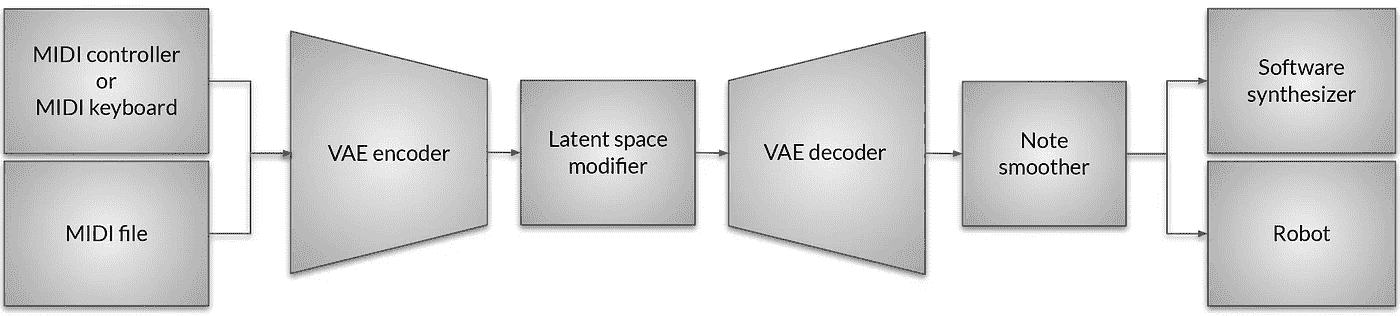 MIDI controller
or
MIDI keyboard
MIDI file
VAE encoder
Latent space
modifier
VAE decoder
Note
smoother
Software
synthesizer
Robot